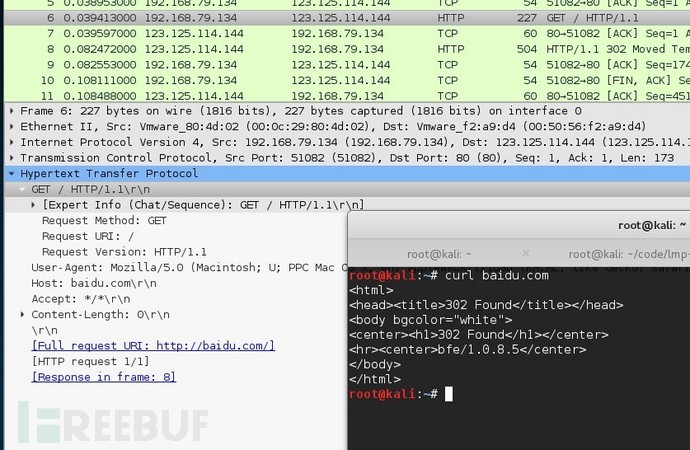 5 0.038953000 192.168.79.134 123.125.114.144 TCP 54 51082→80 [ACK] Seq=1 A
6 0.039413000 192.168.79.134 123.125.114.144 HTTP 227 GET / HTTP/1.1
7 0.039597000 123.125.114.144 192.168.79.134 TCP 60 80→51082 [ACK] Seq=1 A
8 0.082472000 123.125.114.144 192.168.79.134 HTTP 504 HTTP/1.1 302 Moved Tem
9 0.082553000 192.168.79.134 123.125.114.144 TCP 54 51082→80 [ACK] Seq=174
10 0.108111000 192.168.79.134 123.125.114.144 TCP 54 51082→80 [FIN, ACK] Se
11 0.108488000 123.125.114.144 192.168.79.134 TCP 60 80→51082 [ACK] Seq=451
Frame 6: 227 bytes on wire (1816 bits), 227 bytes captured (1816 bits) on interface 0
Ethernet II, Src: Vmware_80:4d:02 (00:0c:29:80:4d:02), Dst: Vmware_f2:a9:d4 (00:50:56:f2:a9:d4)
Internet Protocol Version 4, Src: 192.168.79.134 (192.168.79.134), Dst: 123.125.114.144 (123.125.114.1
Transmission Control Protocol, Src Port: 51082 (51082), Dst Port: 80 (80), Seq: 1, Ack: 1, Len: 173
Hypertext Transfer Protocol
GET / HTTP/1.1\r\n
[Expert Info (Chat/Sequence): GET / HTTP/1.1\r\n]
Request Method: GET
Request URI: /
Request Version: HTTP/1.1
User-Agent: Mozilla/5.0 (Macintosh; U; PPC Mac O
Host: baidu.com\r\n
Accept: */*\r\n
Content-Length: 0\r\n
\r\n
[Full request URI: http://baidu.com/]
[HTTP request 1/1]
[Response in frame: 8]
root@kali: ~
root@kali: ~ × root@kali: ~/code/lmp-
root@kali:~# curl baidu.com
<html>
<head><title>302 Found</title></head>
<body bgcolor="white">
<center><h1>302 Found</h1></center>
<hr><center>bfe/1.0.8.5</center>
</body>
</html>
root@kali:~#
FREEBUF